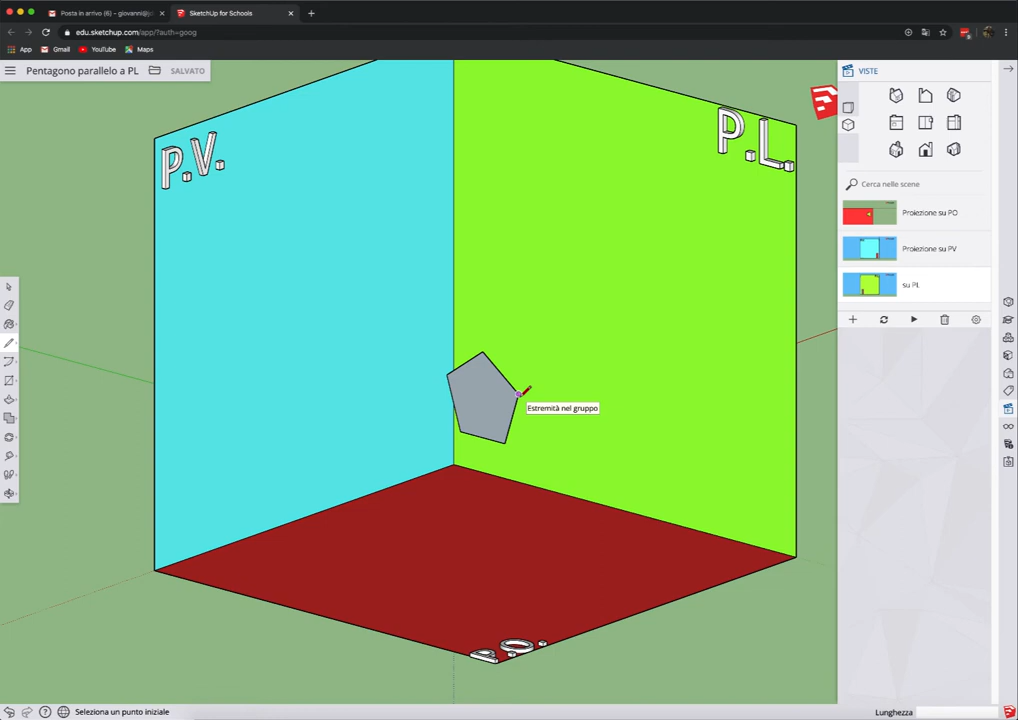 Posta in arrivo (6) - giovanni@j
SketchUp for Schools
edu.sketchup.com/app/?auth=goog
App
Gmail
YouTube
Maps
Pentagono parallelo a PL
SALVATO
VISTE
P.V.
P.L.
Cerca nelle scene
Proiezione su PO
Proiezione su PV
su PL
Estremità nel gruppo
P.O.
Seleziona un punto iniziale
Lunghezza